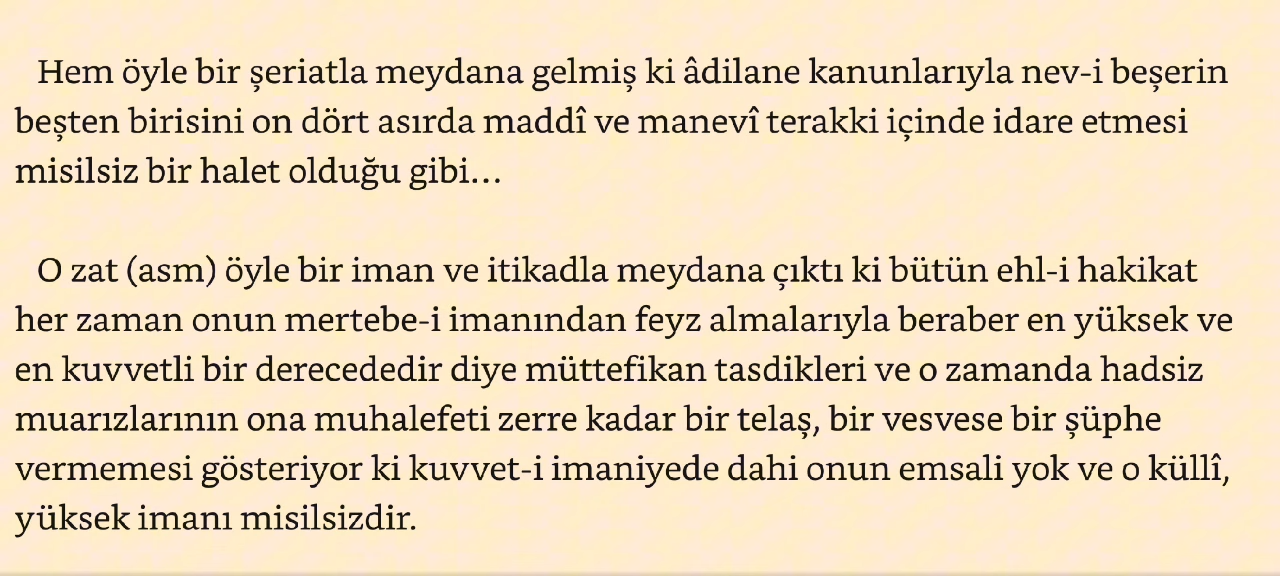 Hem öyle bir şeriatla meydana gelmiş ki âdilane kanunlarıyla nev-i beşerin
beşten birisini on dört asırda maddî ve manevî terakki içinde idare etmesi
misilsiz bir halet olduğu gibi...
O zat (asm) öyle bir iman ve itikadla meydana çıktı ki bütün ehl-i hakikat
her zaman onun mertebe-i imanından feyz almalarıyla beraber en yüksek ve
en kuvvetli bir derecededir diye müttefikan tasdikleri ve o zamanda hadsiz
muarızlarının ona muhalefeti zerre kadar bir telaş, bir vesvese bir şüphe
vermemesi gösteriyor ki kuvvet-i imaniyede dahi onun emsali yok ve o küllî,
yüksek imanı misilsizdir.